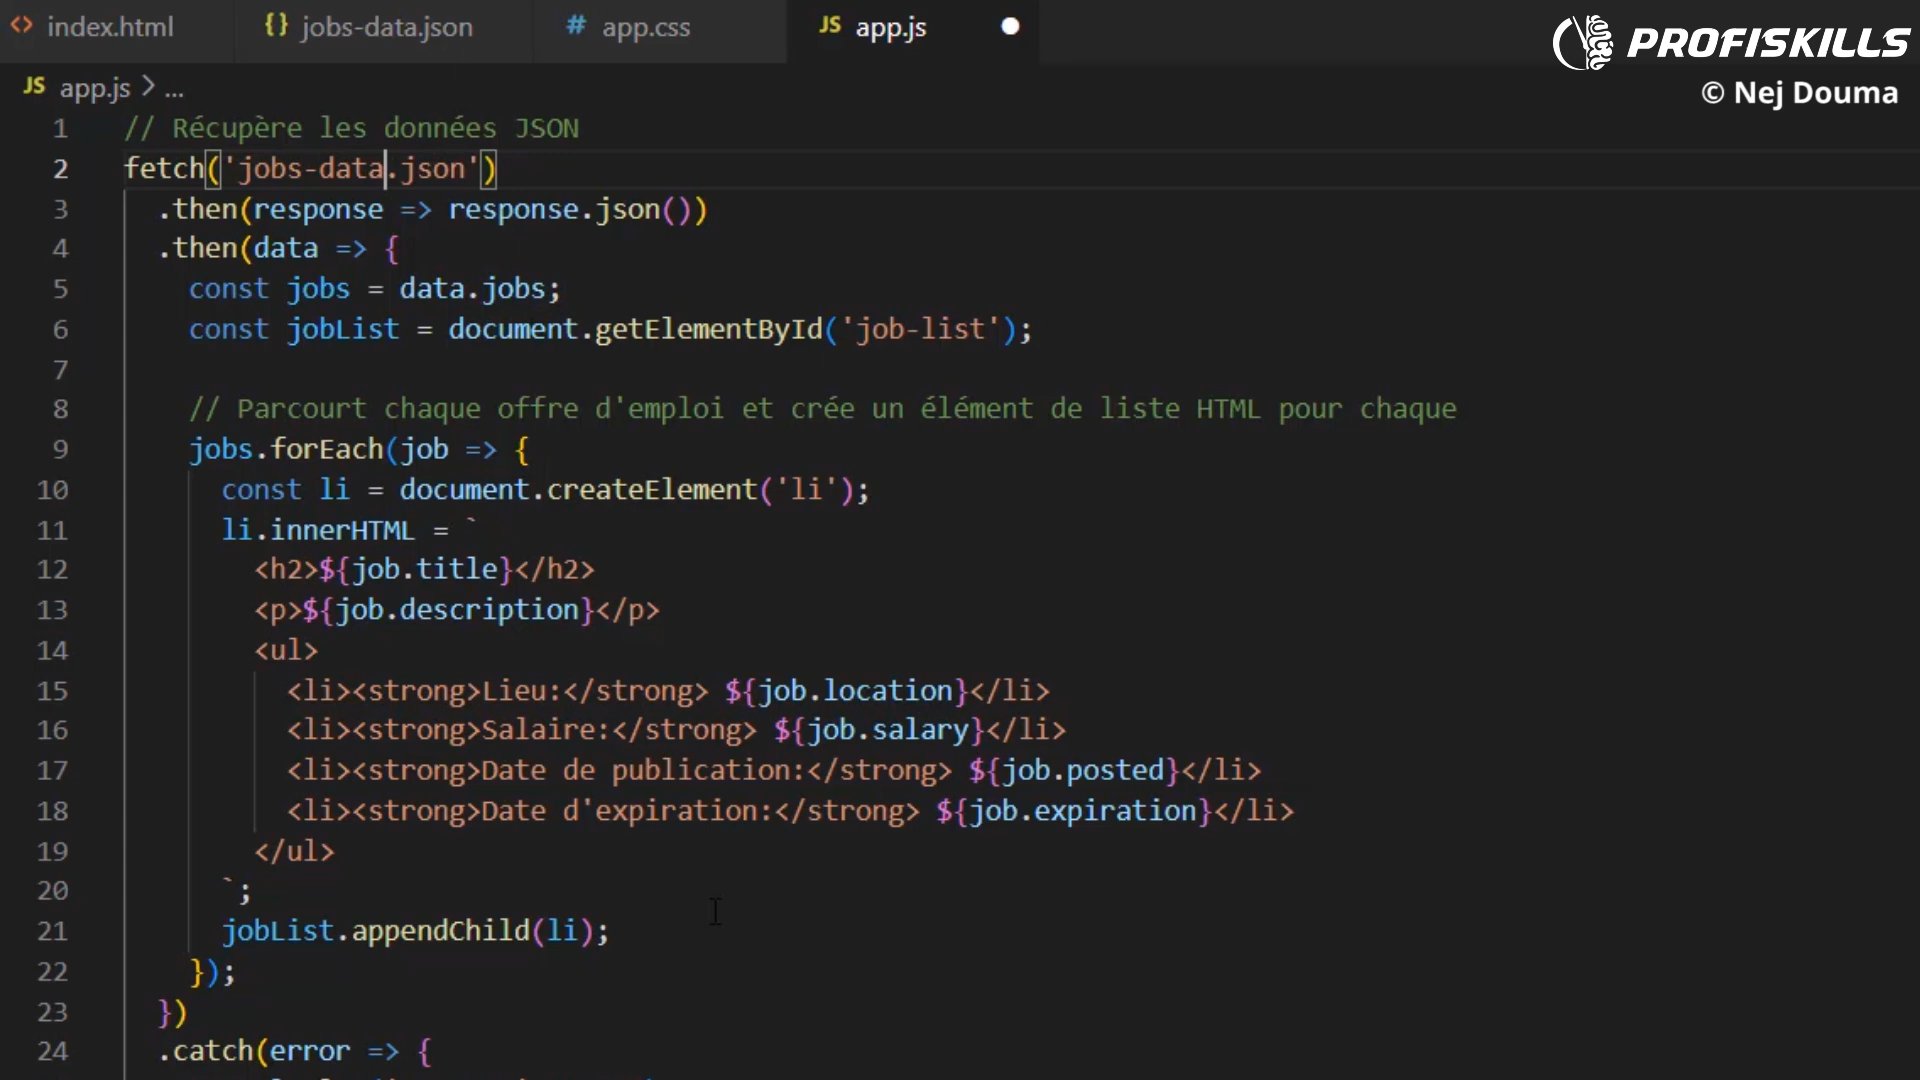 index.html
jobs-data.json
app.css
JS app.js
PROFISKILLS
© Nej Douma
JS app.js > ...
1 // Récupère les données JSON
2 fetch('jobs-data.json')
3 .then(response => response.json())
4 .then(data => {
5 const jobs = data.jobs;
6 const jobList = document.getElementById('job-list');
7
8 // Parcourt chaque offre d'emploi et crée un élément de liste HTML pour chaque
9 jobs.forEach(job => {
10 const li = document.createElement('li');
11 li.innerHTML = `
12 <h2>${job.title}</h2>
13 <p>${job.description}</p>
14 <ul>
15 <li><strong>Lieu:</strong> ${job.location}</li>
16 <li><strong>Salaire:</strong> ${job.salary}</li>
17 <li><strong>Date de publication:</strong> ${job.posted}</li>
18 <li><strong>Date d'expiration:</strong> ${job.expiration}</li>
19 </ul>
20 `;
21 jobList.appendChild(li);
22 });
23 })
24 .catch(error => {